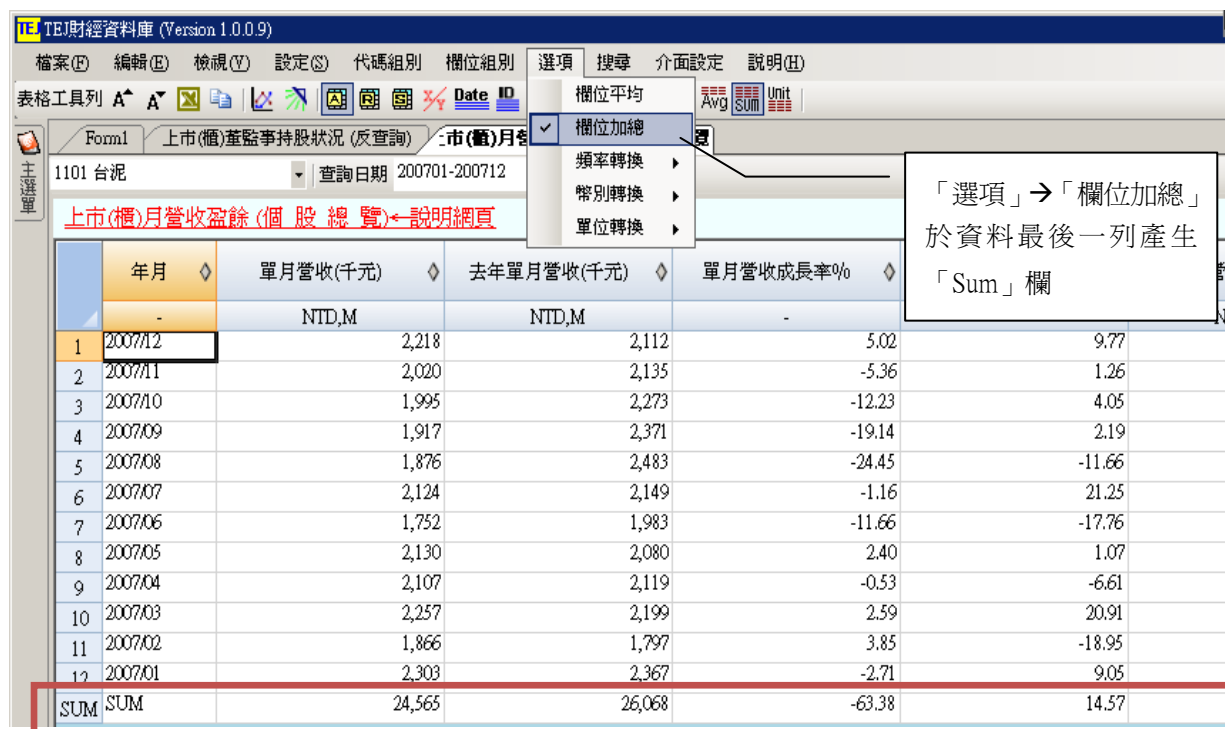 TEJ TEJ財經資料庫 (Version 1.0.0.9)
檔案(F) 編輯(E) 檢視(V) 設定(S) 代碼組別 欄位組別 選項 搜尋 介面設定 說明(H)
表格工具列 A A Date ID Avg Sum Unit
欄位平均
欄位加總
頻率轉換
幣別轉換
單位轉換
主選單
Form1 上市(櫃)董監事持股狀況 (反查詢) 市(櫃)月營 覽
1101 台泥 查詢日期 200701-200712
上市(櫃)月營收盈餘 (個 股 總 覽)←說明網頁
「選項」→「欄位加總」
於資料最後一列產生
「Sum」欄
年月 單月營收(千元) 去年單月營收(千元) 單月營收成長率%
- NTD,M NTD,M - N
1 2007/12 2,218 2,112 5.02 9.77
2 2007/11 2,020 2,135 -5.36 1.26
3 2007/10 1,995 2,273 -12.23 4.05
4 2007/09 1,917 2,371 -19.14 2.19
5 2007/08 1,876 2,483 -24.45 -11.66
6 2007/07 2,124 2,149 -1.16 21.25
7 2007/06 1,752 1,983 -11.66 -17.76
8 2007/05 2,130 2,080 2.40 1.07
9 2007/04 2,107 2,119 -0.53 -6.61
10 2007/03 2,257 2,199 2.59 20.91
11 2007/02 1,866 1,797 3.85 -18.95
12 2007/01 2,303 2,367 -2.71 9.05
SUM SUM 24,565 26,068 -63.38 14.57